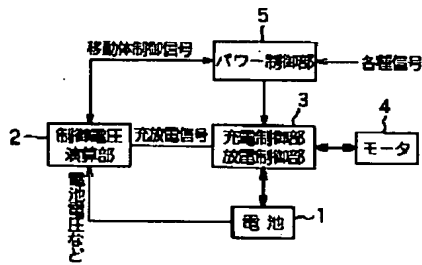 5
移動体制御信号
パワー制御部
各種信号
3
4
2
制御電圧
演算部
充放電信号
充電制御部
放電制御部
モータ
電池電圧など
電池
1